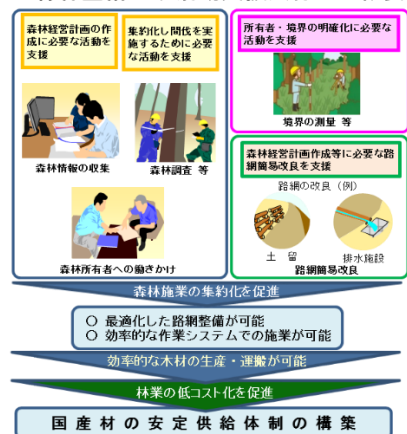 森林経営計画の作
成に必要な活動を
支援
集約化し間伐を実
施するために必要
な活動を支援
森林情報の収集
森林調査 等
森林所有者への働きかけ
所有者・境界の明確化に必要な
活動を支援
境界の測量 等
森林経営計画作成等に必要な路
網簡易改良を支援
路網の改良（例）
土 留
排水施設
路網簡易改良
森林施業の集約化を促進
○ 最適化した路網整備が可能
○ 効率的な作業システムでの施業が可能
効率的な木材の生産・運搬が可能
林業の低コスト化を促進
国産材の安定供給体制の構築